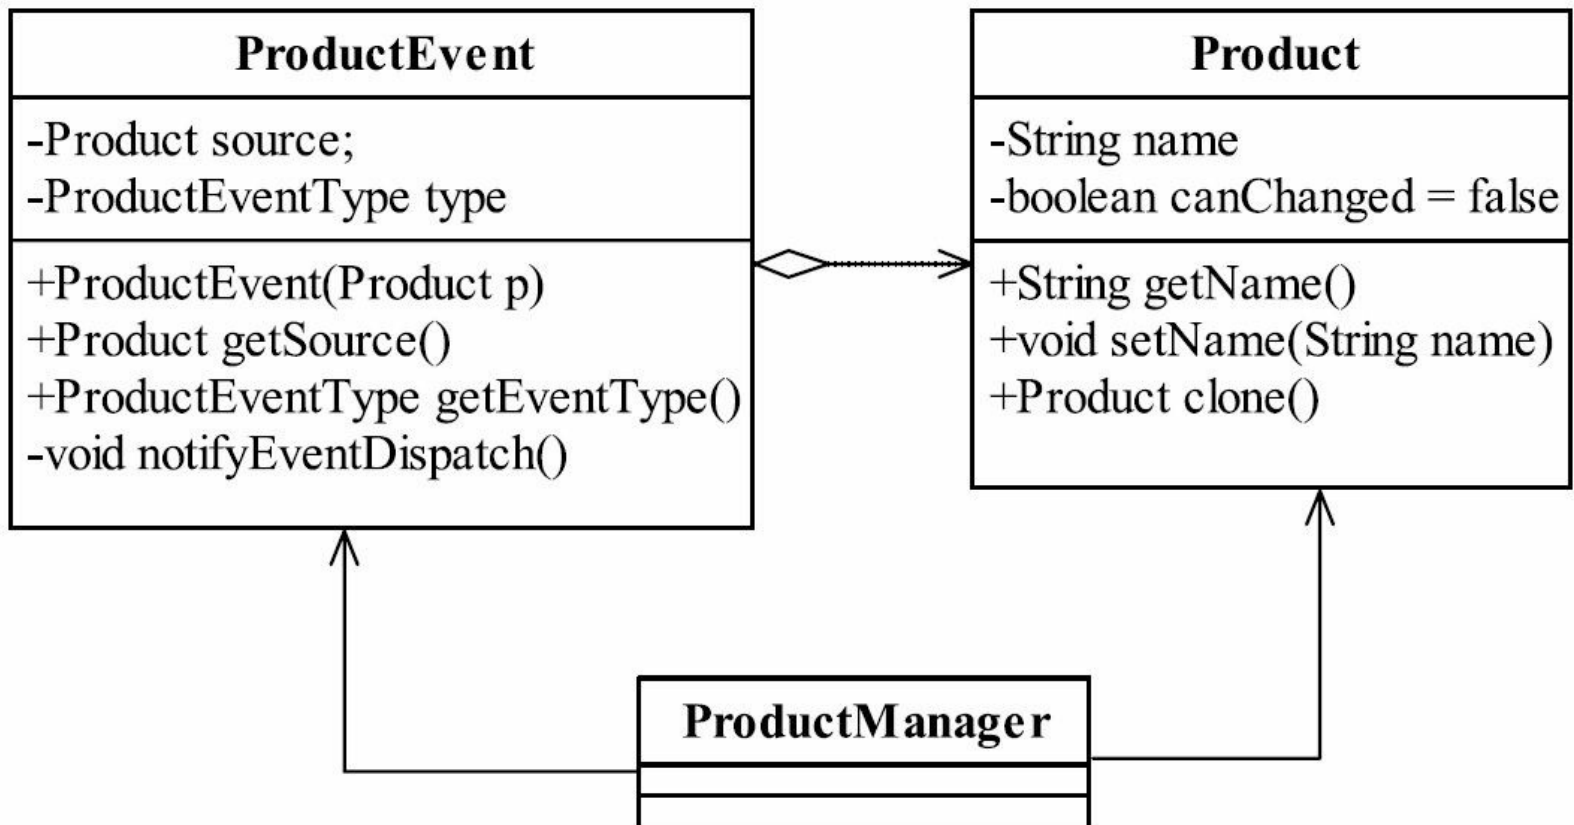 ProductEvent
-Product source;
-ProductEventType type
+ProductEvent(Product p)
+Product getSource()
+ProductEventType getEventType()
-void notifyEventDispatch()
Product
-String name
-boolean canChanged = false
+String getName()
+void setName(String name)
+Product clone()
ProductManager